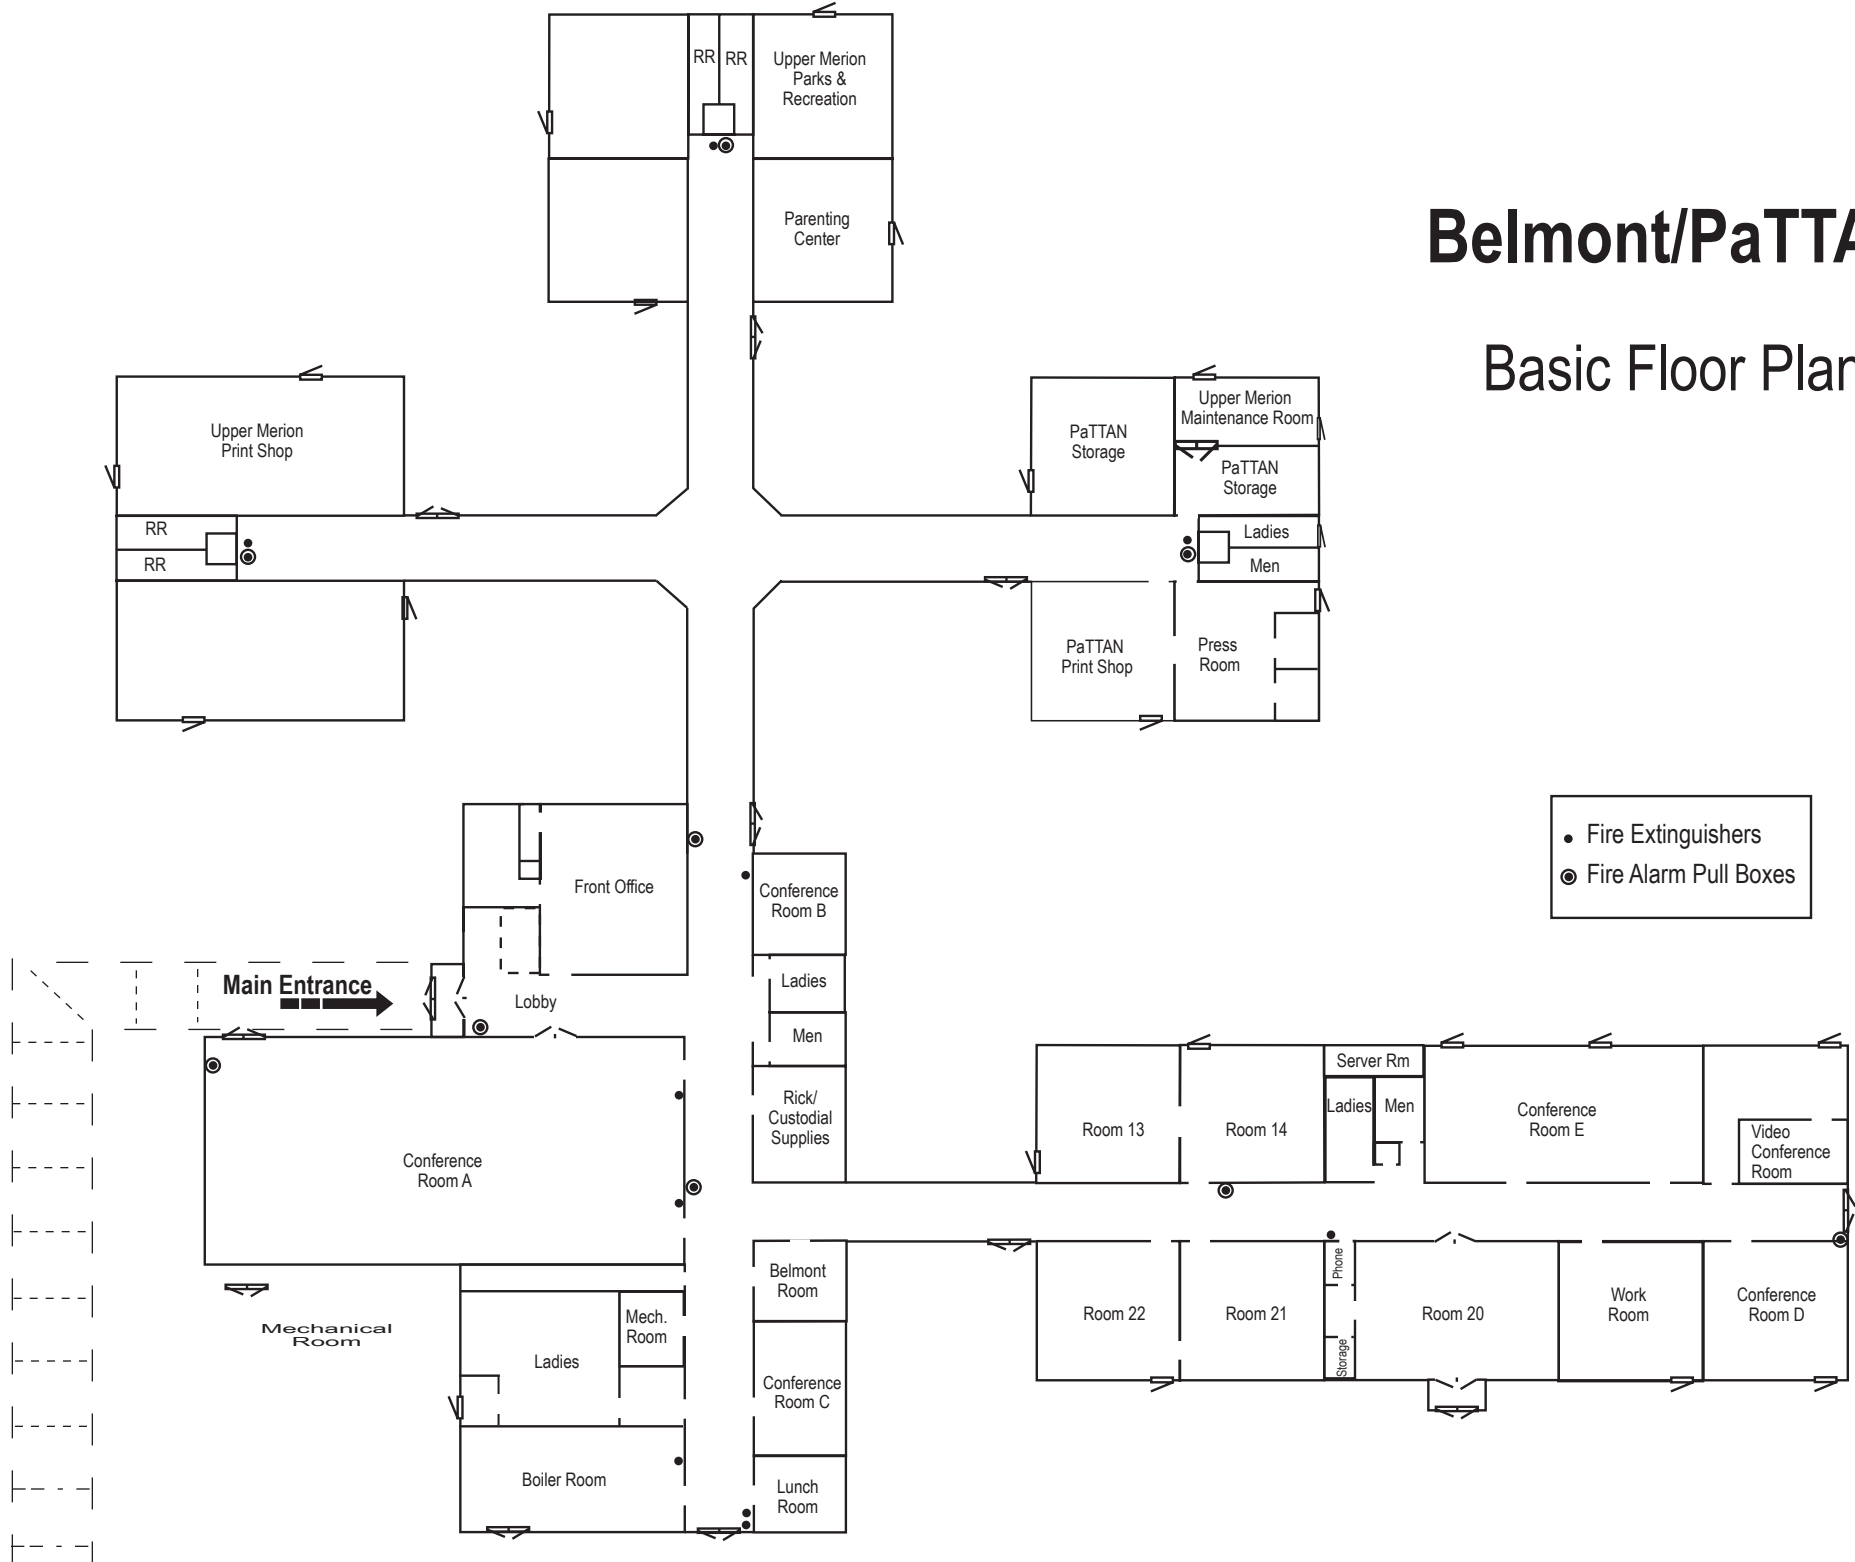 RR
RR
Upper Merion
Parks &
Recreation
Parenting
Center
Belmont/PaTTA
Basic Floor Plan
Upper Merion
Print Shop
RR
RR
PaTTAN
Storage
Upper Merion
Maintenance Room
PaTTAN
Storage
Ladies
Men
PaTTAN
Print Shop
Press
Room
Fire Extinguishers
Fire Alarm Pull Boxes
Front Office
Conference
Room B
Main Entrance
Lobby
Ladies
Men
Rick/
Custodial
Supplies
Conference
Room A
Room 13
Room 14
Server Rm
Ladies
Men
Conference
Room E
Video
Conference
Room
Mechanical
Room
Mech.
Room
Ladies
Boiler Room
Belmont
Room
Conference
Room C
Lunch
Room
Room 22
Room 21
Phone
Storage
Room 20
Work
Room
Conference
Room D